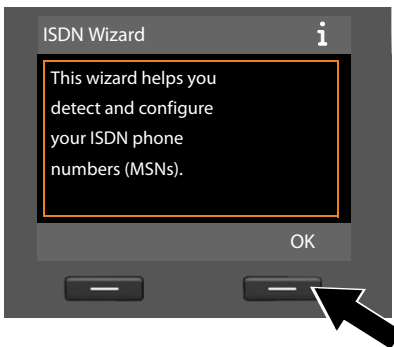 ISDN Wizard i
This wizard helps you
detect and configure
your ISDN phone
numbers (MSNs).
OK